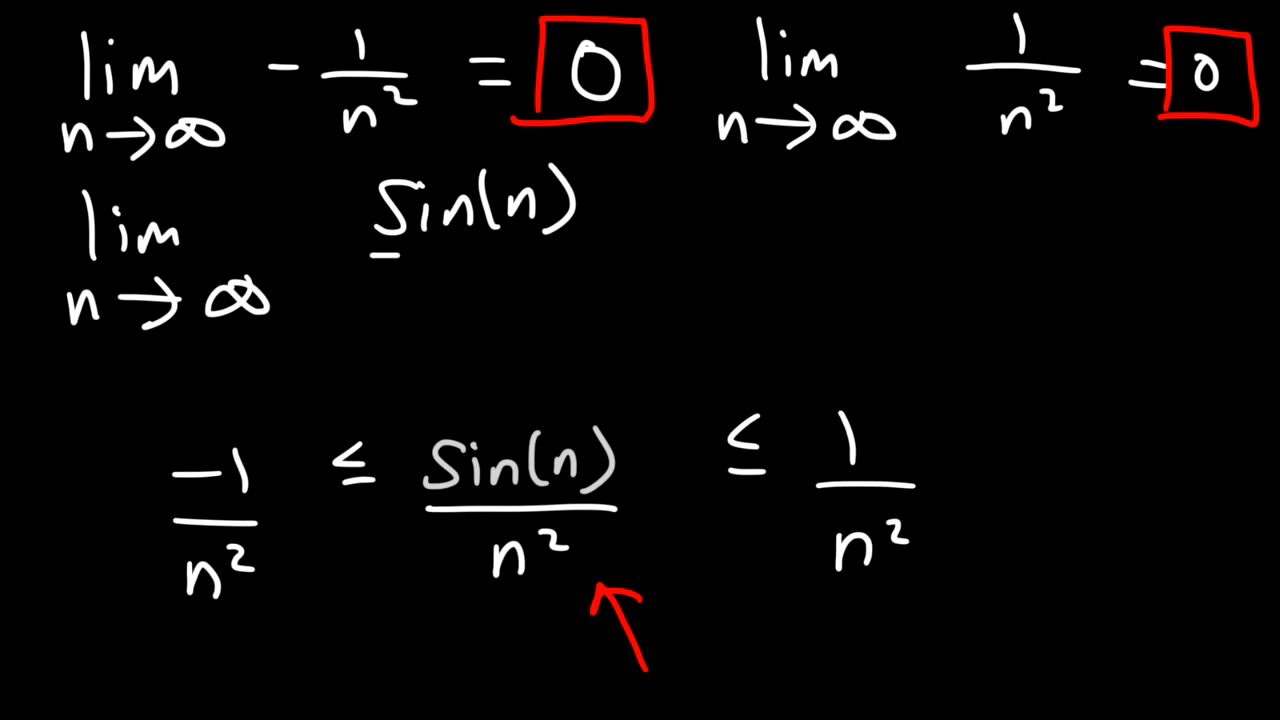 lim n→∞ - 1/n² = 0   lim n→∞ 1/n² = 0
lim n→∞ Sin(n)
-1/n² ≤ Sin(n)/n² ≤ 1/n²